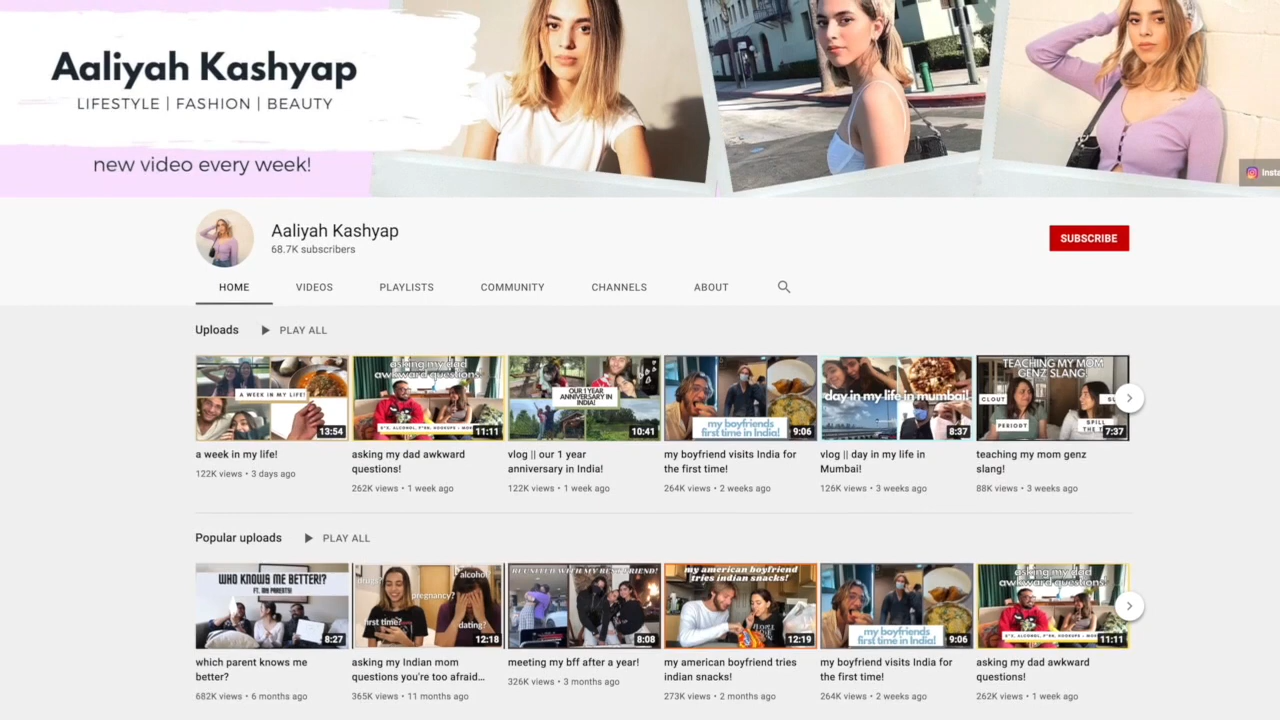 Aaliyah Kashyap
LIFESTYLE | FASHION | BEAUTY
new video every week!
Aaliyah Kashyap
68.7K subscribers
SUBSCRIBE
HOME VIDEOS PLAYLISTS COMMUNITY CHANNELS ABOUT
Uploads PLAY ALL
A WEEK IN MY LIFE!
13:54
asking my dad
awkward questions!
11:11
OUR 1 YEAR
ANNIVERSARY IN
INDIA!
10:41
my boyfriends
first time in India!
9:06
day in my life in mumbai!
8:37
TEACHING MY MOM
GENZ SLANG
CLOUT
PERIODT
SPILL
7:37
a week in my life!
122K views • 3 days ago
asking my dad awkward
questions!
262K views • 1 week ago
vlog || our 1 year
anniversary in India!
122K views • 1 week ago
my boyfriend visits India for
the first time!
264K views • 2 weeks ago
vlog || day in my life in
Mumbai!
126K views • 3 weeks ago
teaching my mom genz
slang!
88K views • 3 weeks ago
Popular uploads PLAY ALL
WHO KNOWS ME BETTER!?
FT. MY PARENTS!
8:27
drugs?
alcohol
pregnancy?
first time?
dating?
12:18
REUNITED WITH MY BEST FRIEND!
8:08
my american boyfriend
tries indian snacks!
12:19
my boyfriends
first time in India!
9:06
asking my dad
awkward questions!
11:11
which parent knows me
better?
682K views • 6 months ago
asking my Indian mom
questions you're too afraid...
365K views • 11 months ago
meeting my bff after a year!
326K views • 3 months ago
my american boyfriend tries
indian snacks!
273K views • 2 months ago
my boyfriend visits India for
the first time!
264K views • 2 weeks ago
asking my dad awkward
questions!
262K views • 1 week ago